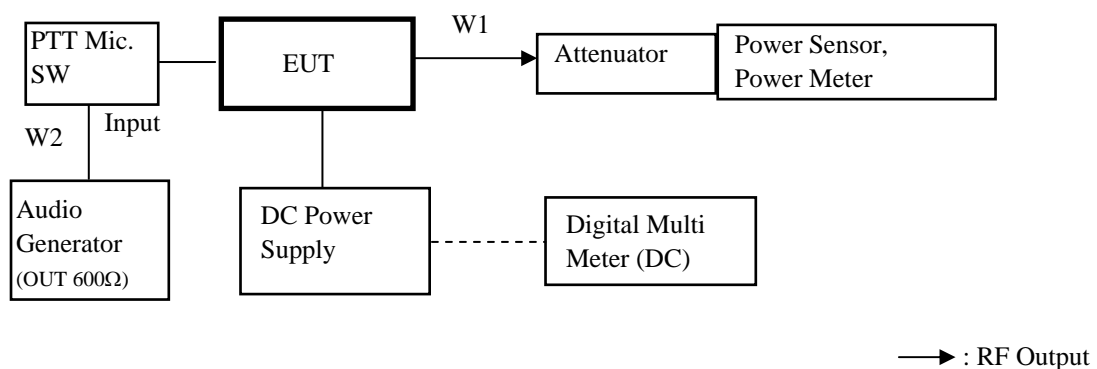 PTT Mic.
SW
EUT
W1
Attenuator
Power Sensor,
Power Meter
W2
Input
Audio
Generator
(OUT 600Ω)
DC Power
Supply
Digital Multi
Meter (DC)
: RF Output